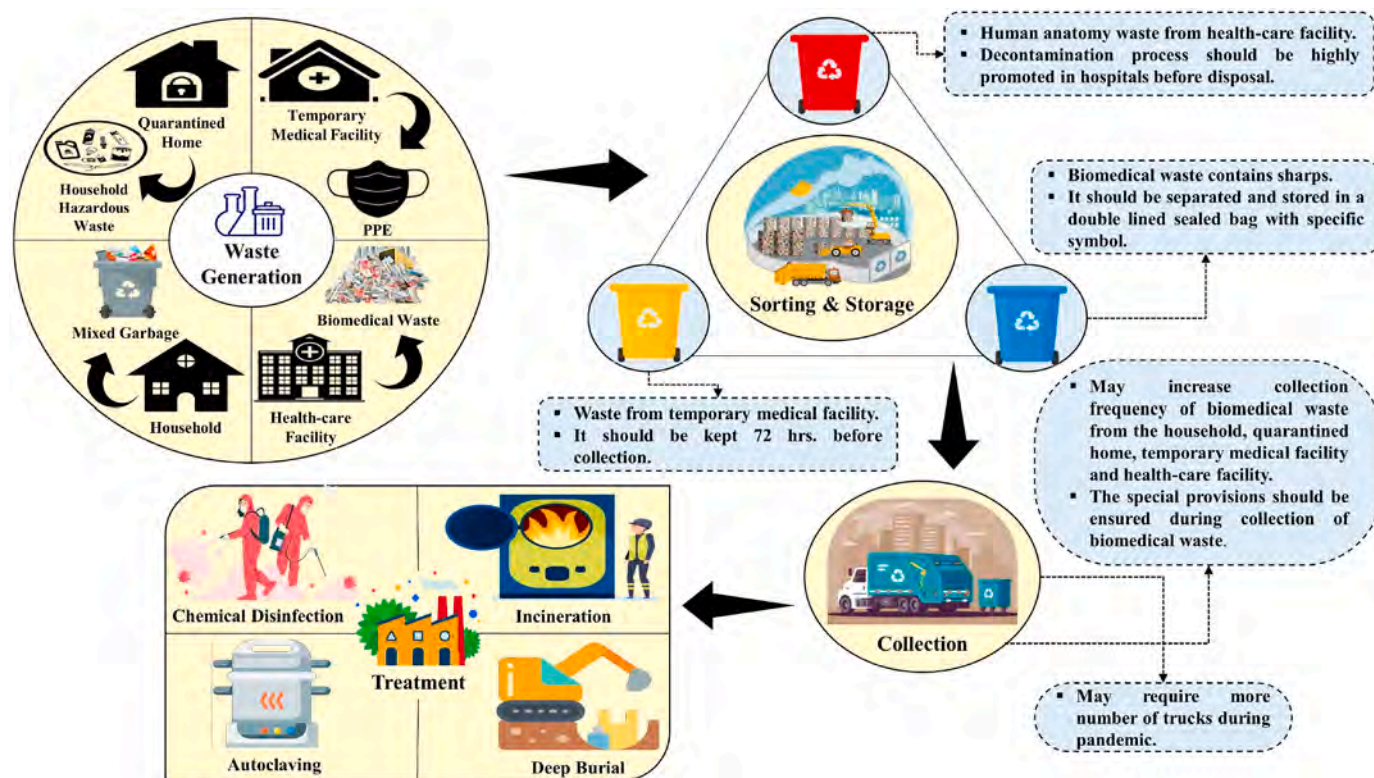 Quarantined
Home
Temporary
Medical Facility
Household
Hazardous
Waste
PPE
Waste
Generation
Mixed Garbage
Biomedical Waste
Household
Health-care
Facility
▪ Human anatomy waste from health-care facility.
▪ Decontamination process should be highly
promoted in hospitals before disposal.
Sorting & Storage
▪ Biomedical waste contains sharps.
▪ It should be separated and stored in a
double lined sealed bag with specific
symbol.
▪ Waste from temporary medical facility.
▪ It should be kept 72 hrs. before
collection.
▪ May increase collection
frequency of biomedical waste
from the household, quarantined
home, temporary medical facility
and health-care facility.
▪ The special provisions should be
ensured during collection of
biomedical waste.
Collection
▪ May require more
number of trucks during
pandemic.
Chemical Disinfection
Incineration
Treatment
Autoclaving
Deep Burial